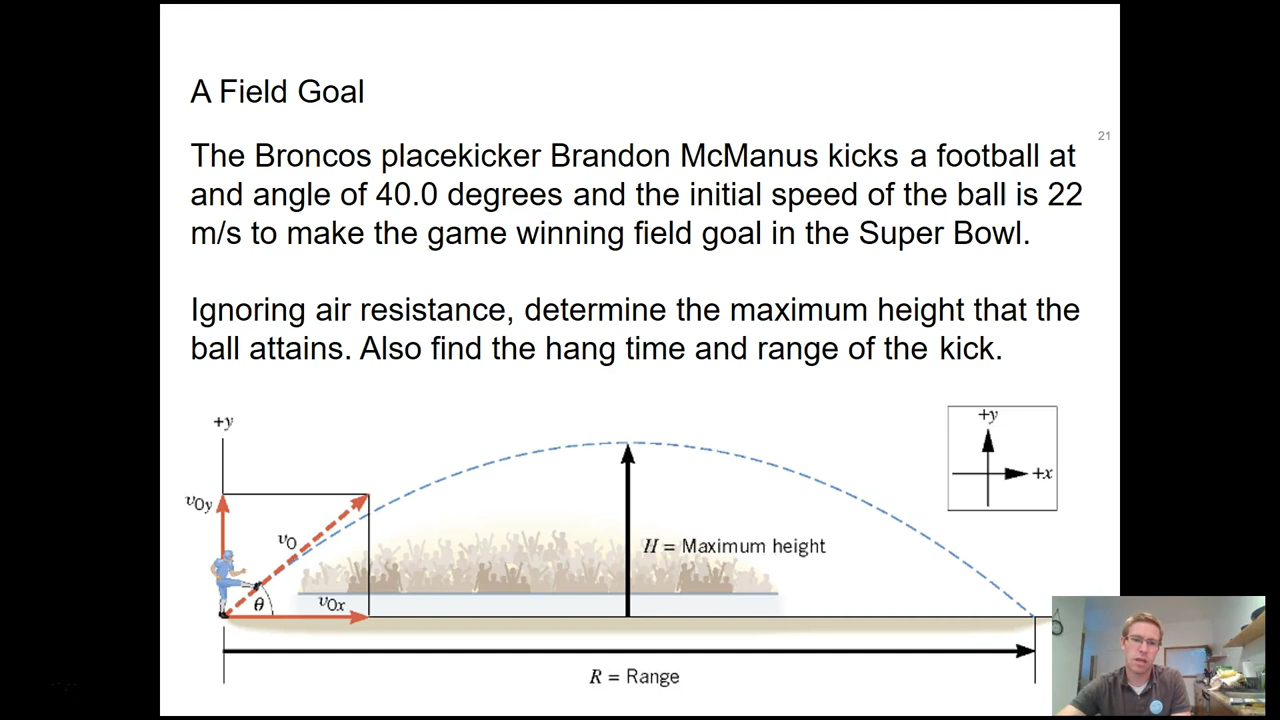 A Field Goal
21
The Broncos placekicker Brandon McManus kicks a football at
and angle of 40.0 degrees and the initial speed of the ball is 22
m/s to make the game winning field goal in the Super Bowl.
Ignoring air resistance, determine the maximum height that the
ball attains. Also find the hang time and range of the kick.
+y
+y
+x
v0y
v0
H = Maximum height
θ
v0x
R = Range